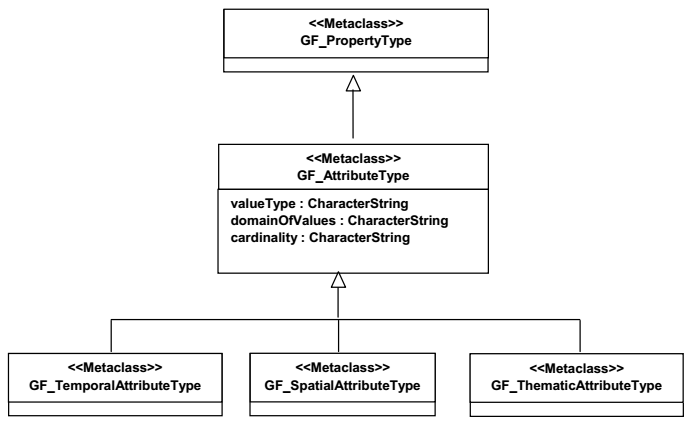 <<Metaclass>>
GF_PropertyType
<<Metaclass>>
GF_AttributeType
valueType : CharacterString
domainOfValues : CharacterString
cardinality : CharacterString
<<Metaclass>>
GF_TemporalAttributeType
<<Metaclass>>
GF_SpatialAttributeType
<<Metaclass>>
GF_ThematicAttributeType